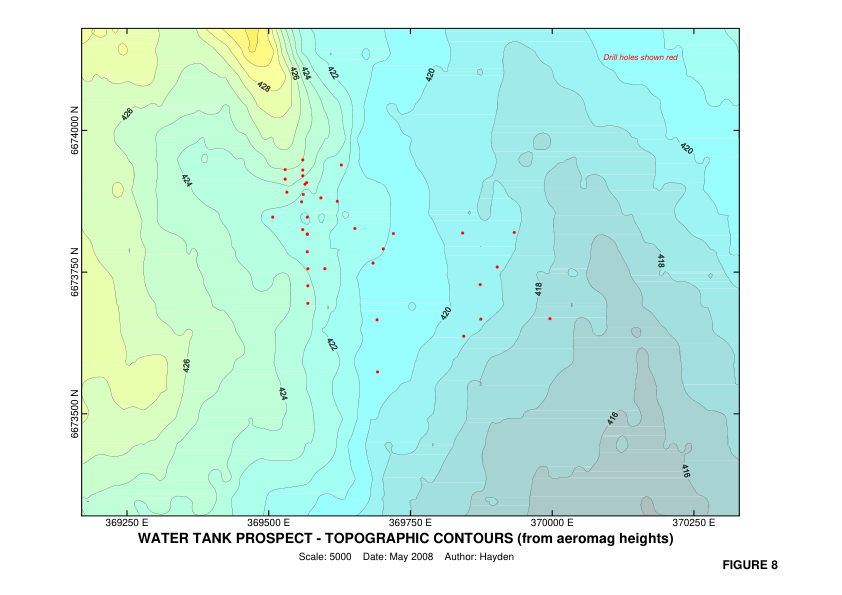 426 424 422 420
Drill holes shown red
428
426
6674000 N
420
424
418
6673750 N
418
420
422
426
424
416
6673500 N
416
369250 E 369500 E 369750 E 370000 E 370250 E
WATER TANK PROSPECT - TOPOGRAPHIC CONTOURS (from aeromag heights)
Scale: 5000 Date: May 2008 Author: Hayden
FIGURE 8